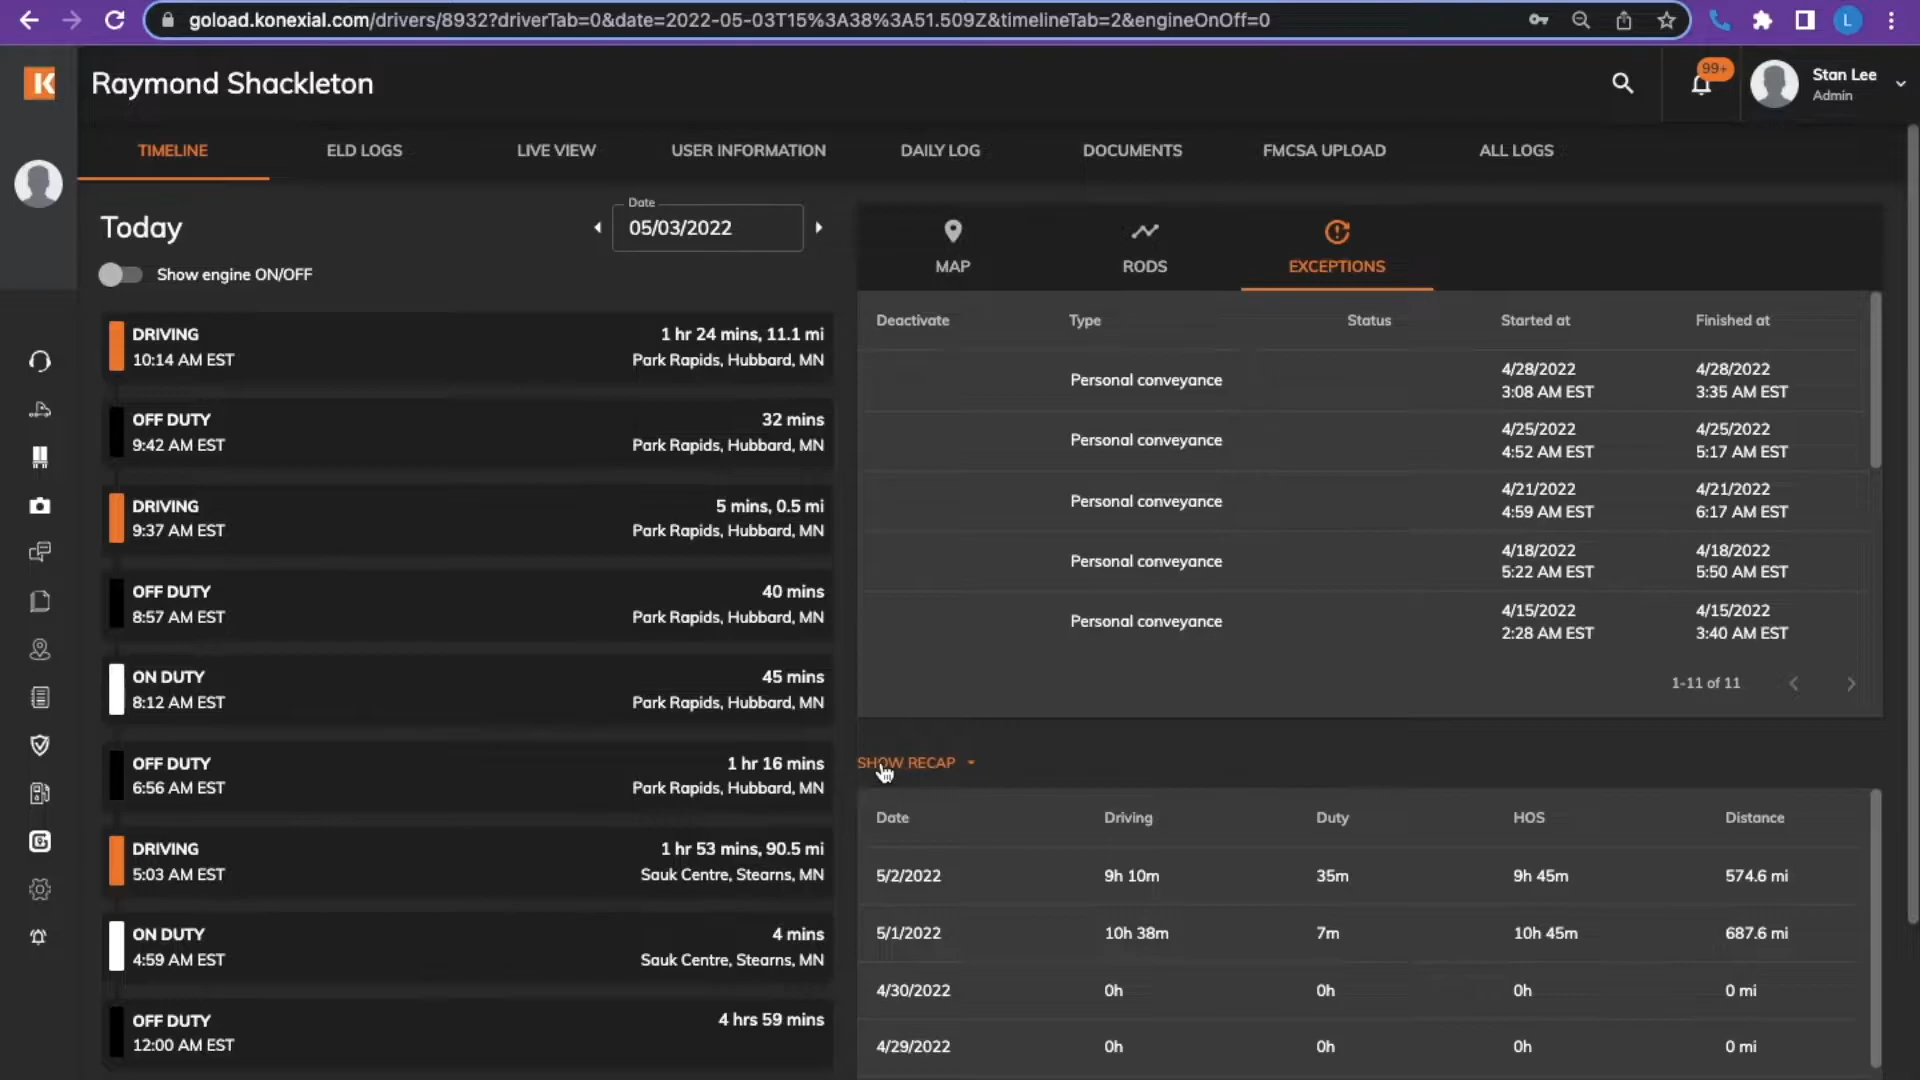 goload.konexial.com/drivers/8932?driverTab=0&date=2022-05-03T15%3A38%3A51.509Z&timelineTab=2&engineOnOff=0
L
K
Raymond Shackleton
99+
Stan Lee
Admin
TIMELINE
ELD LOGS
LIVE VIEW
USER INFORMATION
DAILY LOG
DOCUMENTS
FMCSA UPLOAD
ALL LOGS
Today
Date
05/03/2022
Show engine ON/OFF
DRIVING
1 hr 24 mins, 11.1 mi
10:14 AM EST
Park Rapids, Hubbard, MN
OFF DUTY
32 mins
9:42 AM EST
Park Rapids, Hubbard, MN
DRIVING
5 mins, 0.5 mi
9:37 AM EST
Park Rapids, Hubbard, MN
OFF DUTY
40 mins
8:57 AM EST
Park Rapids, Hubbard, MN
ON DUTY
45 mins
8:12 AM EST
Park Rapids, Hubbard, MN
OFF DUTY
1 hr 16 mins
6:56 AM EST
Park Rapids, Hubbard, MN
DRIVING
1 hr 53 mins, 90.5 mi
5:03 AM EST
Sauk Centre, Stearns, MN
ON DUTY
4 mins
4:59 AM EST
Sauk Centre, Stearns, MN
OFF DUTY
4 hrs 59 mins
12:00 AM EST
MAP
RODS
EXCEPTIONS
Deactivate Type Status Started at Finished at
Personal conveyance 4/28/2022 3:08 AM EST 4/28/2022 3:35 AM EST
Personal conveyance 4/25/2022 4:52 AM EST 4/25/2022 5:17 AM EST
Personal conveyance 4/21/2022 4:59 AM EST 4/21/2022 6:17 AM EST
Personal conveyance 4/18/2022 5:22 AM EST 4/18/2022 5:50 AM EST
Personal conveyance 4/15/2022 2:28 AM EST 4/15/2022 3:40 AM EST
1-11 of 11
SHOW RECAP
Date Driving Duty HOS Distance
5/2/2022 9h 10m 35m 9h 45m 574.6 mi
5/1/2022 10h 38m 7m 10h 45m 687.6 mi
4/30/2022 0h 0h 0h 0 mi
4/29/2022 0h 0h 0h 0 mi